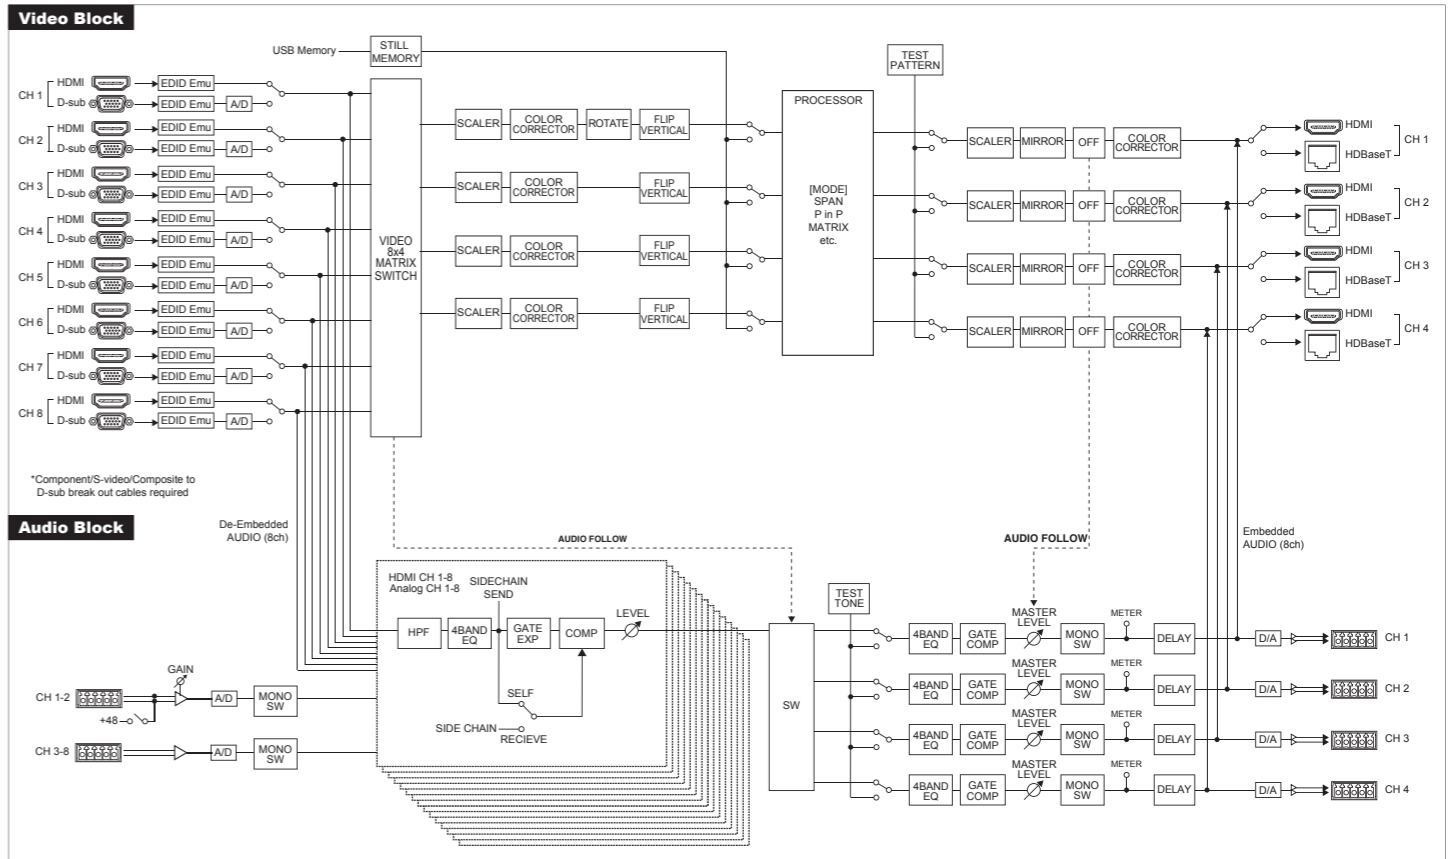 Video Block
USB Memory
STILL
MEMORY
TEST
PATTERN
CH 1
HDMI
EDID Emu
D-sub
EDID Emu
A/D
CH 2
HDMI
EDID Emu
D-sub
EDID Emu
A/D
CH 3
HDMI
EDID Emu
D-sub
EDID Emu
A/D
CH 4
HDMI
EDID Emu
D-sub
EDID Emu
A/D
CH 5
HDMI
EDID Emu
D-sub
EDID Emu
A/D
CH 6
HDMI
EDID Emu
D-sub
EDID Emu
A/D
CH 7
HDMI
EDID Emu
D-sub
EDID Emu
A/D
CH 8
HDMI
EDID Emu
D-sub
EDID Emu
A/D
VIDEO
8x4
MATRIX
SWITCH
SCALER
COLOR
CORRECTOR
ROTATE
FLIP
VERTICAL
SCALER
COLOR
CORRECTOR
FLIP
VERTICAL
SCALER
COLOR
CORRECTOR
FLIP
VERTICAL
SCALER
COLOR
CORRECTOR
FLIP
VERTICAL
PROCESSOR
[MODE]
SPAN
P in P
MATRIX
etc.
SCALER
MIRROR
OFF
COLOR
CORRECTOR
HDMI
HDBaseT
CH 1
SCALER
MIRROR
OFF
COLOR
CORRECTOR
HDMI
HDBaseT
CH 2
SCALER
MIRROR
OFF
COLOR
CORRECTOR
HDMI
HDBaseT
CH 3
SCALER
MIRROR
OFF
COLOR
CORRECTOR
HDMI
HDBaseT
CH 4
*Component/S-video/Composite to
D-sub break out cables required
Audio Block
De-Embedded
AUDIO (8ch)
AUDIO FOLLOW
AUDIO FOLLOW
Embedded
AUDIO (8ch)
HDMI CH 1-8
Analog CH 1-8
SIDECHAIN
SEND
HPF
4BAND
EQ
GATE
EXP
COMP
LEVEL
SELF
SIDE CHAIN
RECIEVE
CH 1-2
+48
GAIN
A/D
MONO
SW
CH 3-8
A/D
MONO
SW
SW
TEST
TONE
4BAND
EQ
GATE
COMP
MASTER
LEVEL
MONO
SW
METER
DELAY
D/A
CH 1
4BAND
EQ
GATE
COMP
MASTER
LEVEL
MONO
SW
METER
DELAY
D/A
CH 2
4BAND
EQ
GATE
COMP
MASTER
LEVEL
MONO
SW
METER
DELAY
D/A
CH 3
4BAND
EQ
GATE
COMP
MASTER
LEVEL
MONO
SW
METER
DELAY
D/A
CH 4